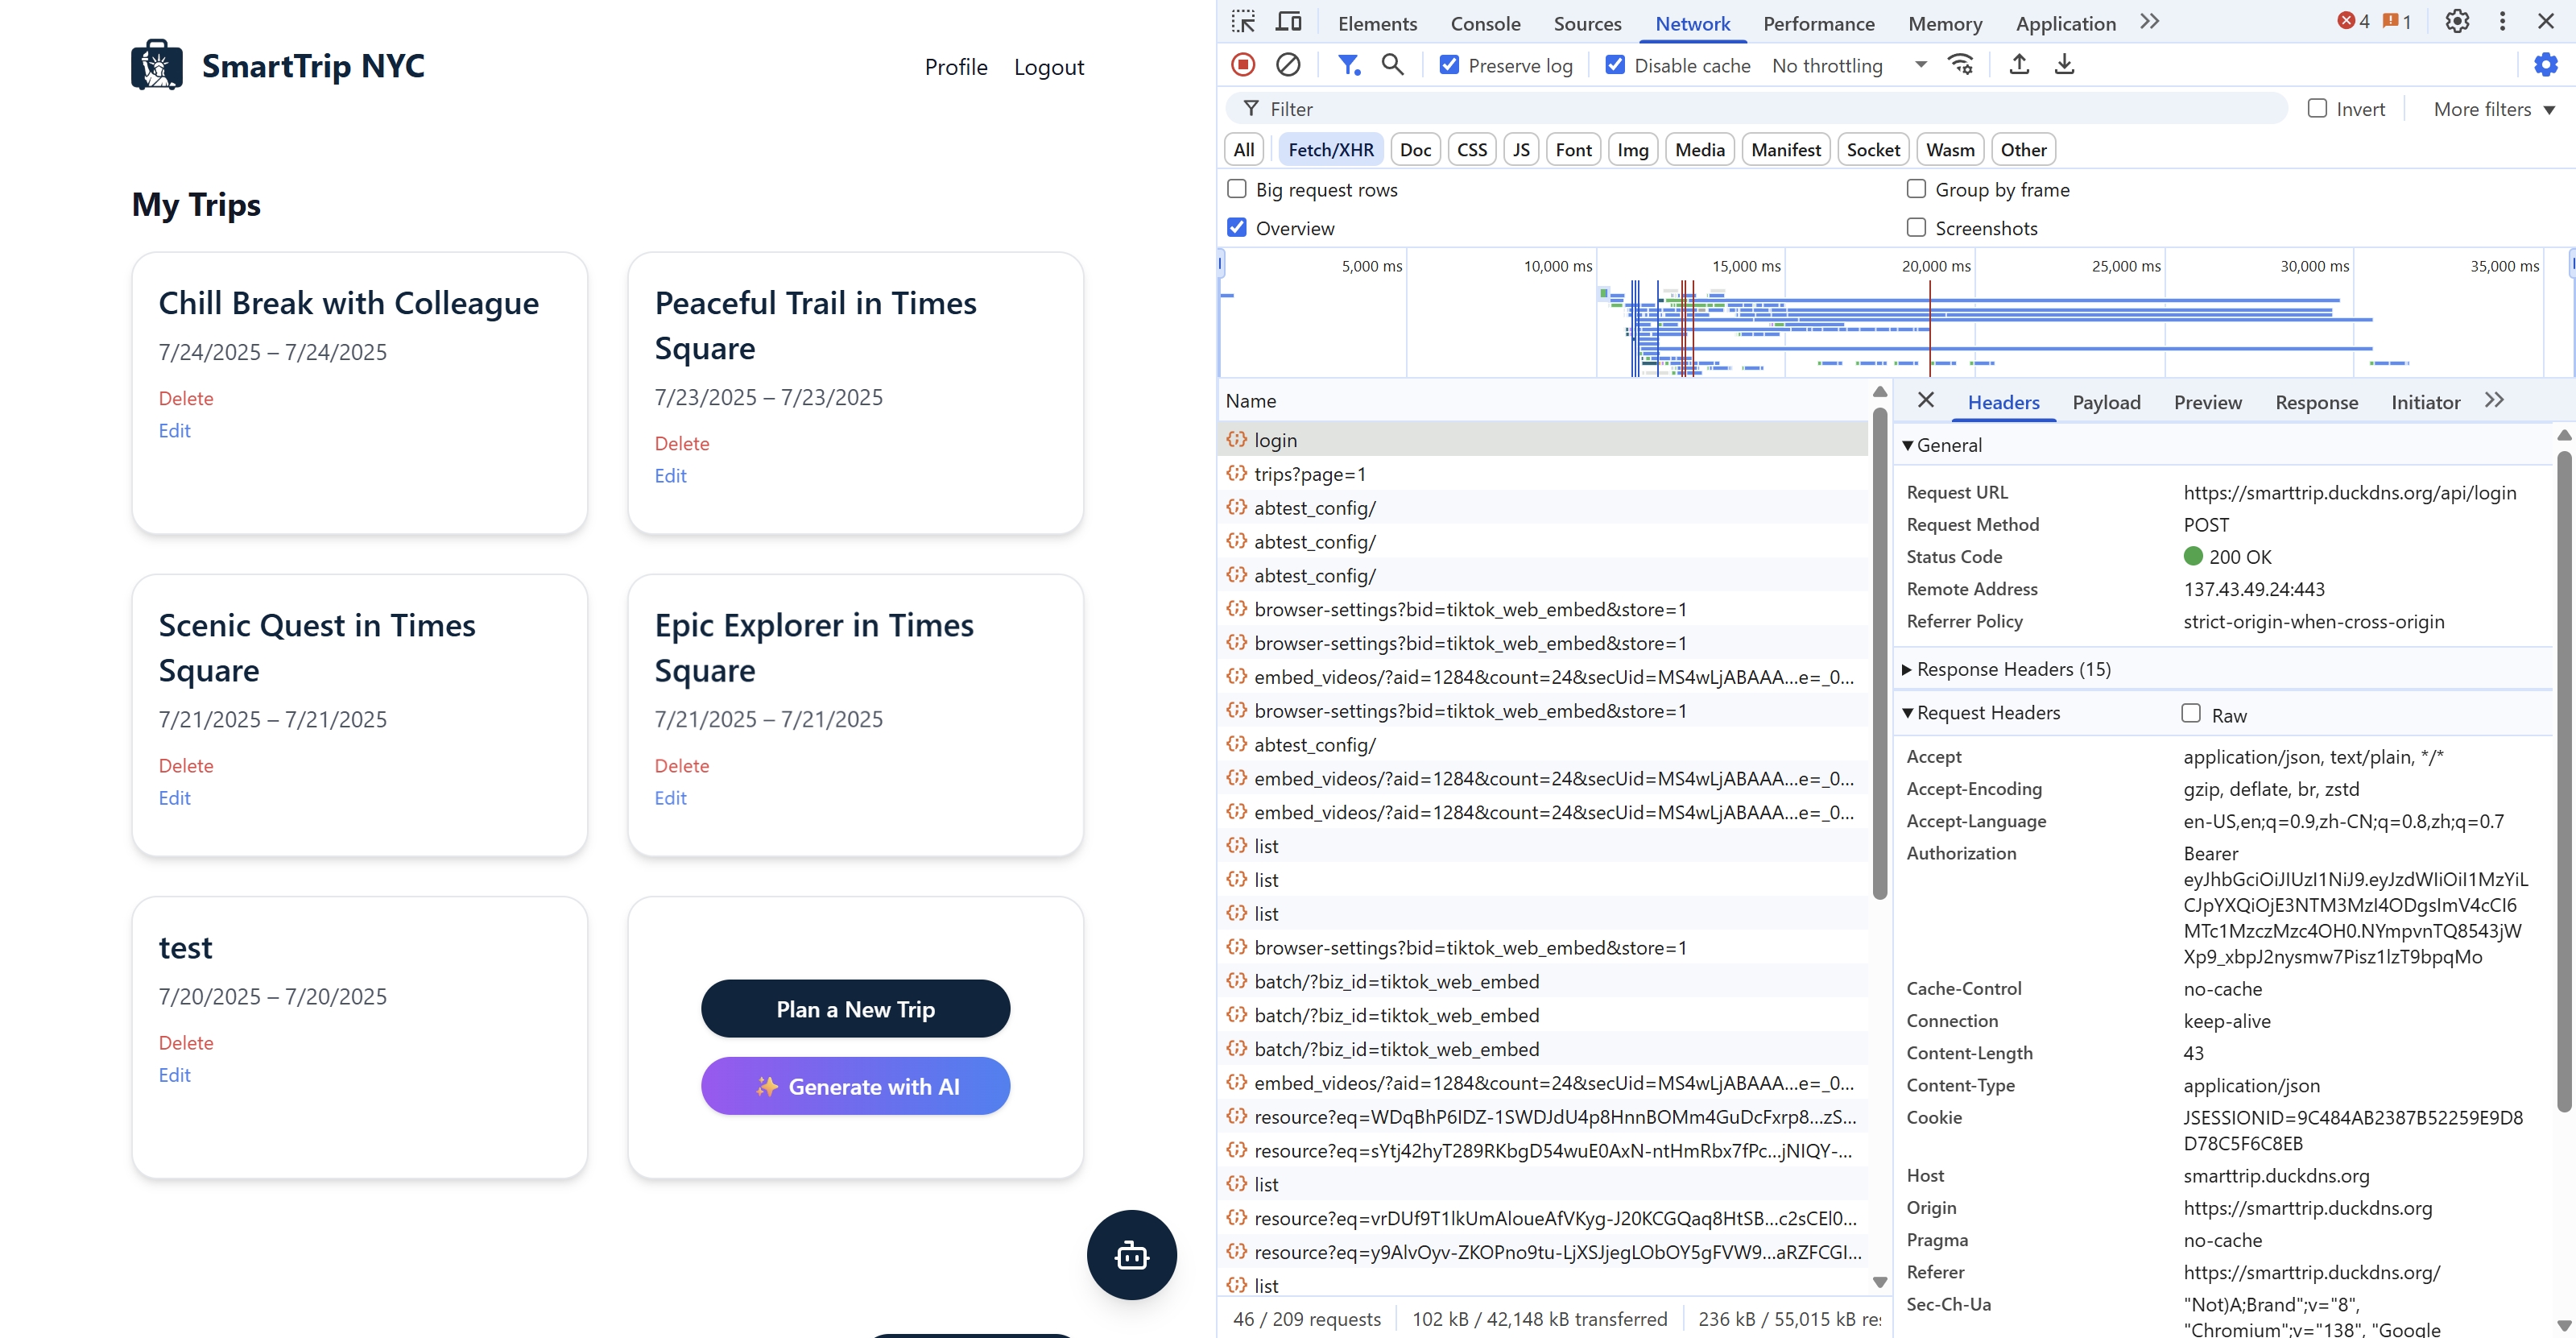 SmartTrip NYC
Profile
Logout
My Trips
Chill Break with Colleague
7/24/2025 – 7/24/2025
Delete
Edit
Peaceful Trail in Times
Square
7/23/2025 – 7/23/2025
Delete
Edit
Scenic Quest in Times
Square
7/21/2025 – 7/21/2025
Delete
Edit
Epic Explorer in Times
Square
7/21/2025 – 7/21/2025
Delete
Edit
test
7/20/2025 – 7/20/2025
Delete
Edit
Plan a New Trip
✨ Generate with AI
Elements Console Sources Network Performance Memory Application 4 1
Preserve log Disable cache No throttling
Filter Invert More filters
All Fetch/XHR Doc CSS JS Font Img Media Manifest Socket Wasm Other
Big request rows Group by frame
Overview Screenshots
5,000 ms 10,000 ms 15,000 ms 20,000 ms 25,000 ms 30,000 ms 35,000 ms
Name
login
trips?page=1
abtest_config/
abtest_config/
abtest_config/
browser-settings?bid=tiktok_web_embed&store=1
browser-settings?bid=tiktok_web_embed&store=1
embed_videos/?aid=1284&count=24&secUid=MS4wLjABAAA...e=_0...
browser-settings?bid=tiktok_web_embed&store=1
abtest_config/
embed_videos/?aid=1284&count=24&secUid=MS4wLjABAAA...e=_0...
embed_videos/?aid=1284&count=24&secUid=MS4wLjABAAA...e=_0...
list
list
list
browser-settings?bid=tiktok_web_embed&store=1
batch/?biz_id=tiktok_web_embed
batch/?biz_id=tiktok_web_embed
batch/?biz_id=tiktok_web_embed
embed_videos/?aid=1284&count=24&secUid=MS4wLjABAAA...e=_0...
resource?eq=WDqBhP6IDZ-1SWDJdU4p8HnnBOMm4GuDcFxrp8...zS...
resource?eq=sYtj42hyT289RKbgD54wuE0AxN-ntHmRbx7fPc...jNIQY-...
list
resource?eq=vrDUf9T1lkUmAloueAfVKyg-J20KCGQaq8HtSB...c2sCEl0...
resource?eq=y9AlvOyv-ZKOPno9tu-LjXSJjegLObOY5gFVW9...aRZFCGI...
list
46 / 209 requests 102 kB / 42,148 kB transferred 236 kB / 55,015 kB re
Headers Payload Preview Response Initiator
General
Request URL https://smarttrip.duckdns.org/api/login
Request Method POST
Status Code 200 OK
Remote Address 137.43.49.24:443
Referrer Policy strict-origin-when-cross-origin
Response Headers (15)
Request Headers Raw
Accept application/json, text/plain, */*
Accept-Encoding gzip, deflate, br, zstd
Accept-Language en-US,en;q=0.9,zh-CN;q=0.8,zh;q=0.7
Authorization Bearer
eyJhbGciOiJIUzI1NiJ9.eyJzdWIiOiI1MzYiL
CJpYXQiOjE3NTM3MzI4ODgsImV4cCI6
MTc1MzczMzc4OH0.NYmpvnTQ8543jW
Xp9_xbpJ2nysmw7Pisz1lzT9bpqMo
Cache-Control no-cache
Connection keep-alive
Content-Length 43
Content-Type application/json
Cookie JSESSIONID=9C484AB2387B52259E9D8
D78C5F6C8EB
Host smarttrip.duckdns.org
Origin https://smarttrip.duckdns.org
Pragma no-cache
Referer https://smarttrip.duckdns.org/
Sec-Ch-Ua "Not)A;Brand";v="8",
"Chromium";v="138", "Google